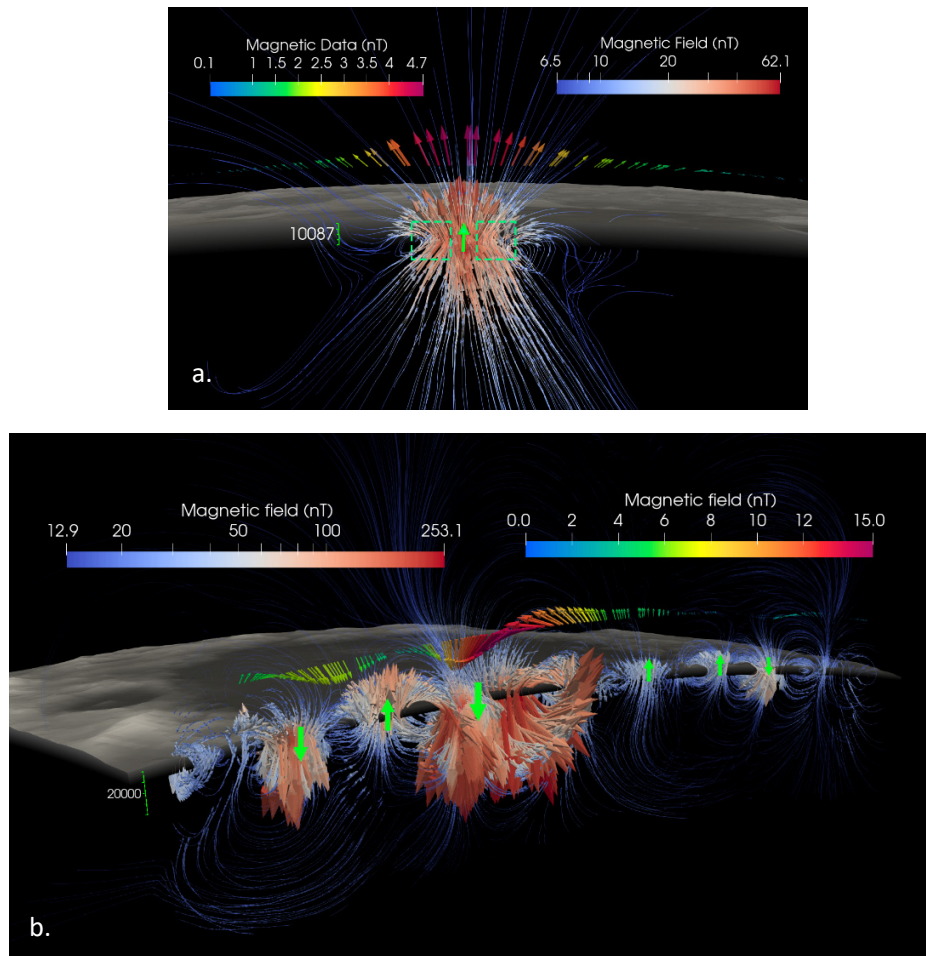 Magnetic Data (nT)
0.1 1 1.5 2 2.5 3 3.5 4 4.7
Magnetic Field (nT)
6.5 10 20 62.1
10087
a.
Magnetic field (nT)
12.9 20 50 100 253.1
Magnetic field (nT)
0.0 2 4 6 8 10 12 15.0
20000
b.